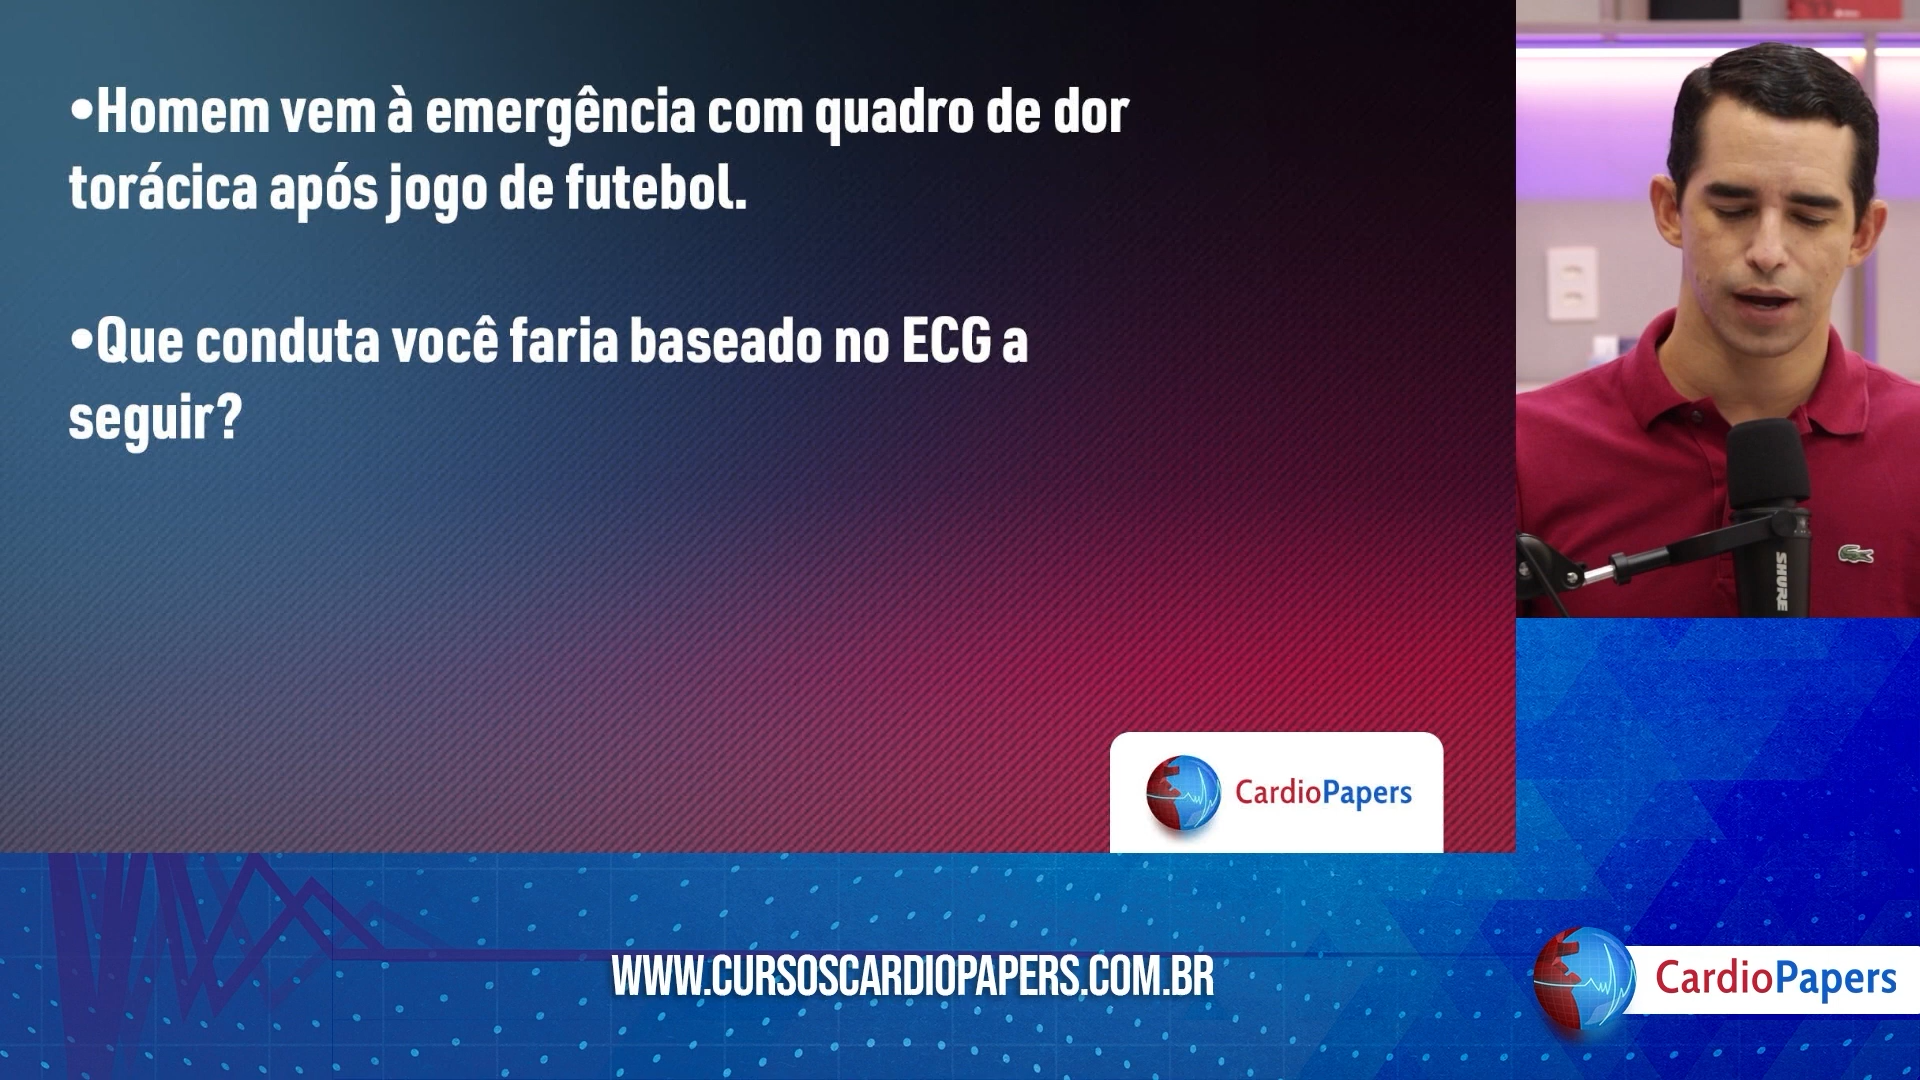 •Homem vem à emergência com quadro de dor
torácica após jogo de futebol.
•Que conduta você faria baseado no ECG a
seguir?
CardioPapers
SHURE
WWW.CURSOSCARDIOPAPERS.COM.BR
CardioPapers